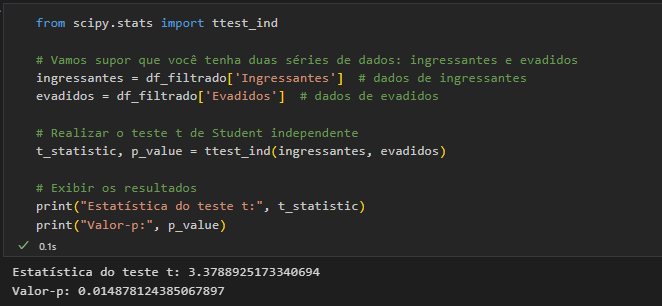 from scipy.stats import ttest_ind
# Vamos supor que você tenha duas séries de dados: ingressantes e evadidos
ingressantes = df_filtrado['Ingressantes']  # dados de ingressantes
evadidos = df_filtrado['Evadidos']  # dados de evadidos
# Realizar o teste t de Student independente
t_statistic, p_value = ttest_ind(ingressantes, evadidos)
# Exibir os resultados
print("Estatística do teste t:", t_statistic)
print("Valor-p:", p_value)
0.1s
Estatística do teste t: 3.3788925173340694
Valor-p: 0.014878124385067897